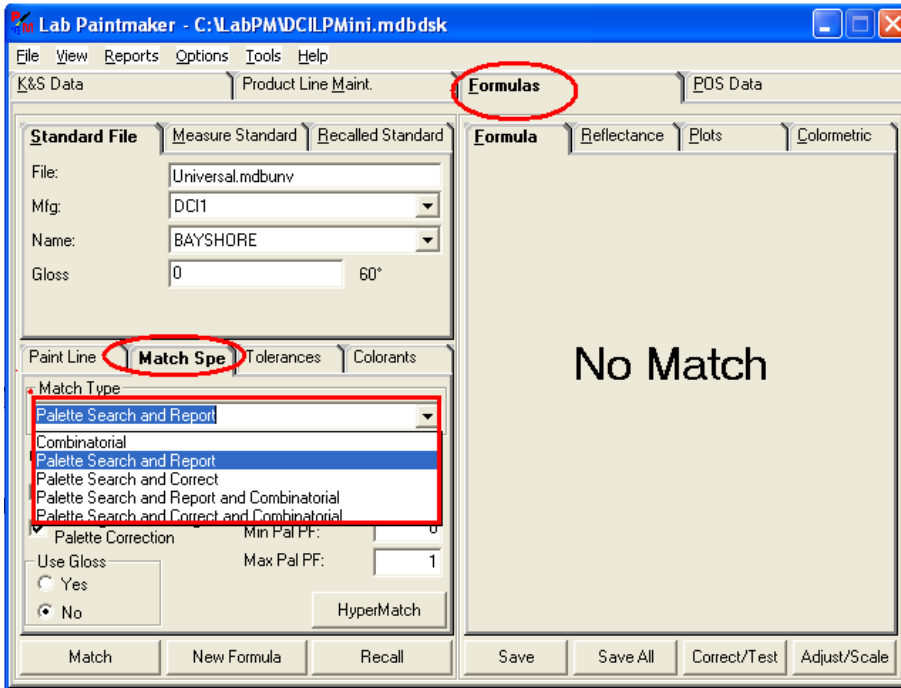 Lab Paintmaker - C:\LabPM\DCILPMini.mdbdsk
File View Reports Options Tools Help
K&S Data Product Line Maint. Formulas POS Data
Standard File Measure Standard Recalled Standard
File: Universal.mdbunv
Mfg: DCI1
Name: BAYSHORE
Gloss 0 60°
Paint Line Match Spe Tolerances Colorants
Match Type
Palette Search and Report
Combinatorial
Palette Search and Report
Palette Search and Correct
Palette Search and Report and Combinatorial
Palette Search and Correct and Combinatorial
Palette Correction Min Pal PF: 0
Max Pal PF: 1
Use Gloss
Yes
No
HyperMatch
Match New Formula Recall
Formula Reflectance Plots Colormetric
No Match
Save Save All Correct/Test Adjust/Scale